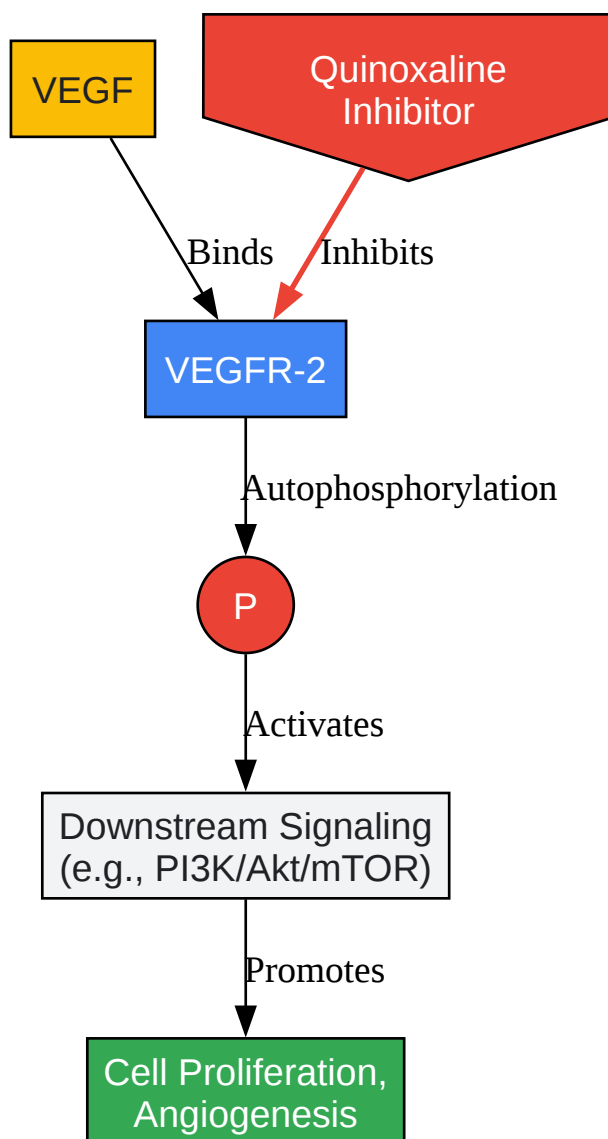 VEGF
Quinoxaline
Inhibitor
Binds
Inhibits
VEGFR-2
Autophosphorylation
P
Activates
Downstream Signaling
(e.g., PI3K/Akt/mTOR)
Promotes
Cell Proliferation,
Angiogenesis